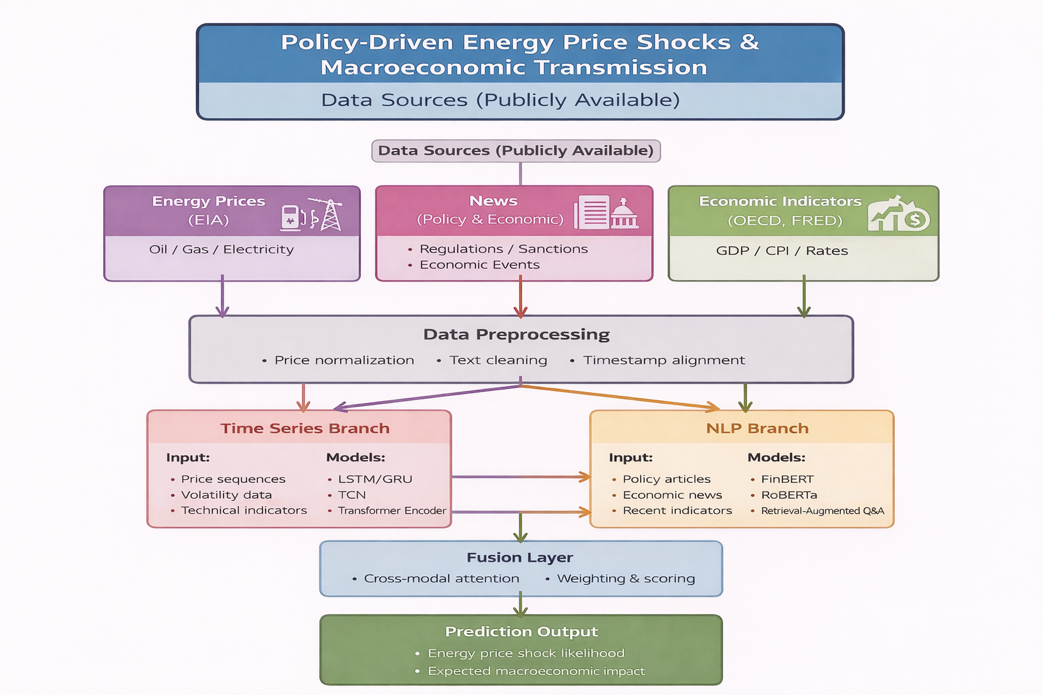 Policy-Driven Energy Price Shocks &
Macroeconomic Transmission
Data Sources (Publicly Available)
Data Sources (Publicly Available)
Energy Prices
(EIA)
Oil / Gas / Electricity
News
(Policy & Economic)
• Regulations / Sanctions
• Economic Events
Economic Indicators
(OECD, FRED)
$
GDP / CPI / Rates
Data Preprocessing
• Price normalization • Text cleaning • Timestamp alignment
Time Series Branch
Input:
• Price sequences
• Volatility data
• Technical indicators
Models:
• LSTM/GRU
• TCN
• Transformer Encoder
NLP Branch
Input:
• Policy articles
• Economic news
• Recent indicators
Models:
• FinBERT
• RoBERTa
• Retrieval-Augmented Q&A
Fusion Layer
• Cross-modal attention • Weighting & scoring
Prediction Output
• Energy price shock likelihood
• Expected macroeconomic impact